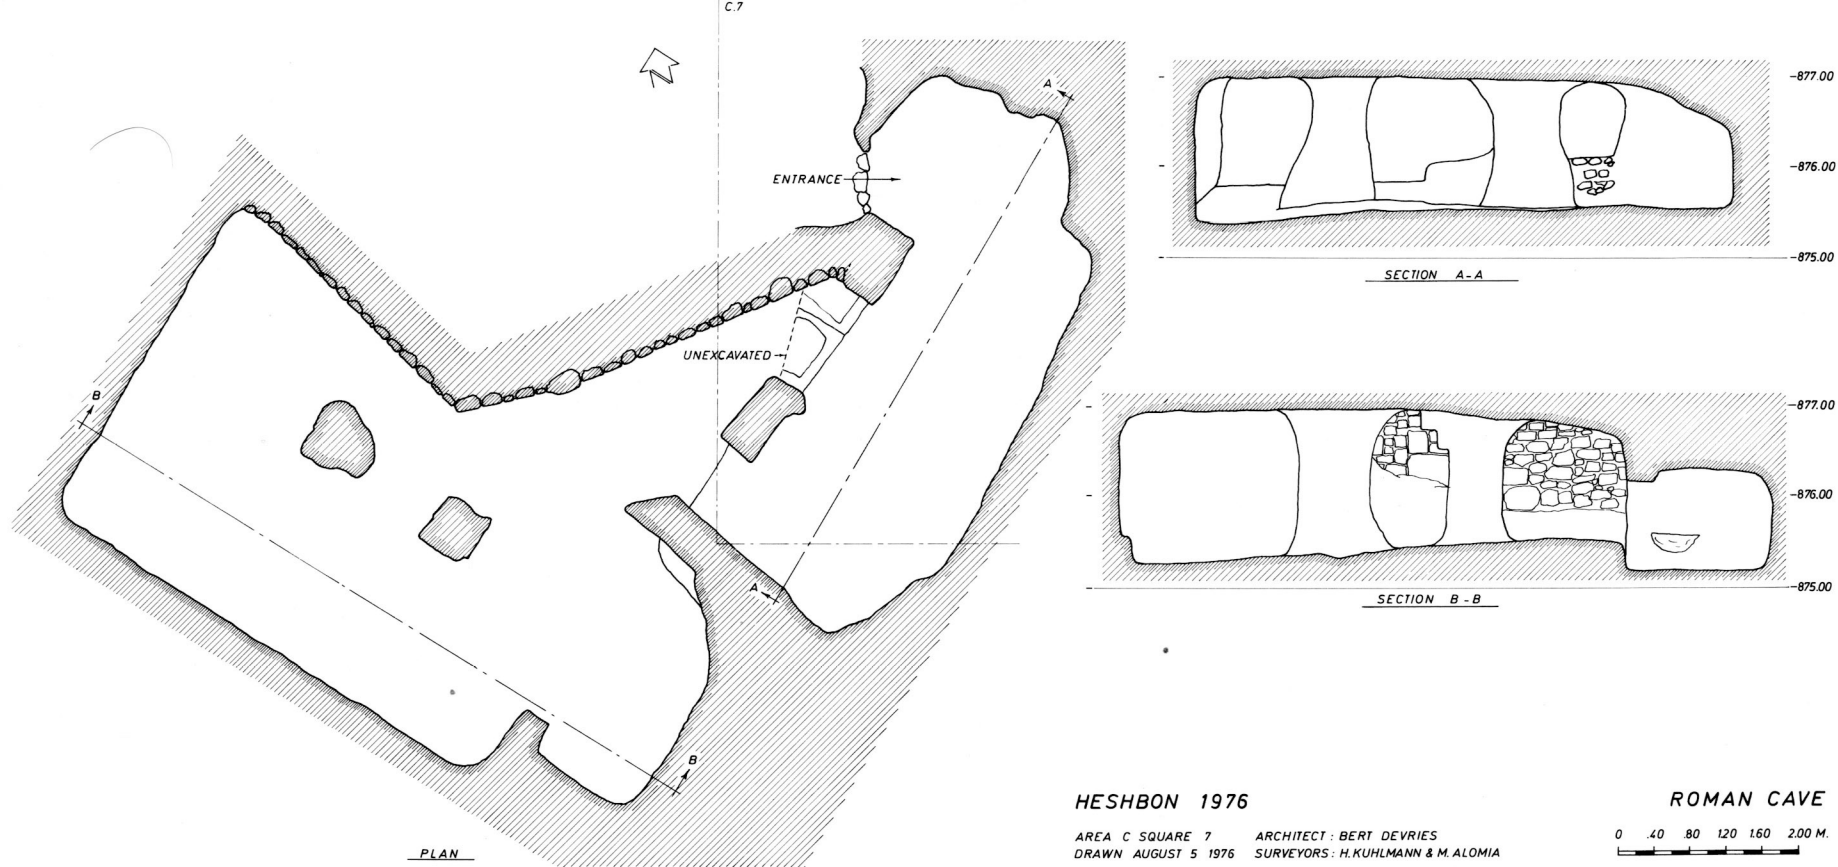 C.7
A
ENTRANCE
UNEXCAVATED
B
A
B
PLAN
-877.00
-876.00
-875.00
SECTION A-A
-877.00
-876.00
-875.00
SECTION B-B
HESHBON 1976
ROMAN CAVE
AREA C SQUARE 7 ARCHITECT: BERT DEVRIES
DRAWN AUGUST 5 1976 SURVEYORS: H. KUHLMANN & M. ALOMIA
0 .40 .80 1.20 1.60 2.00 M.